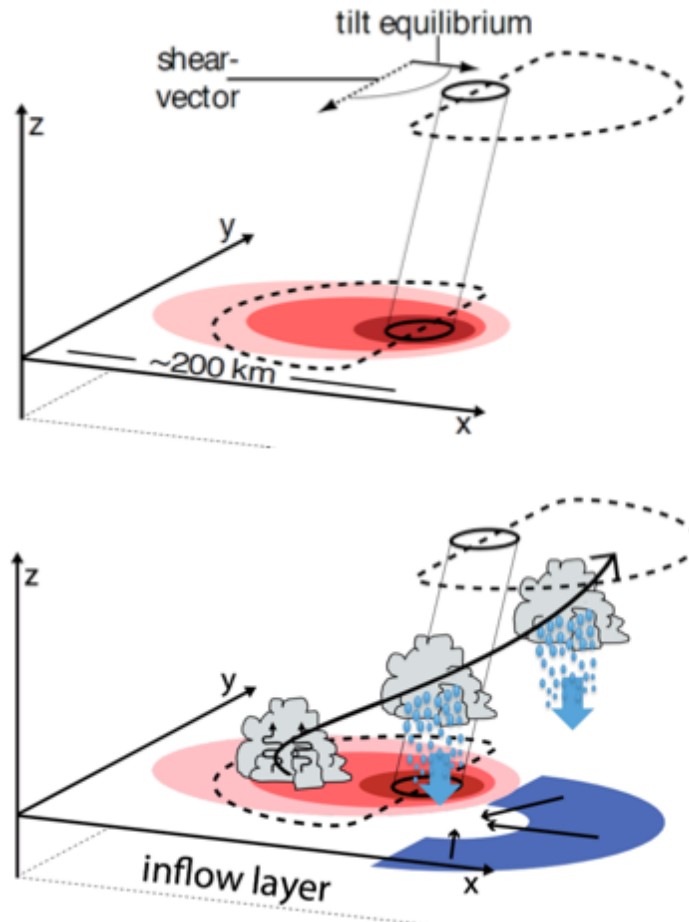 tilt equilibrium
shear-
vector
z
y
~200 km
x
z
y
x
inflow layer